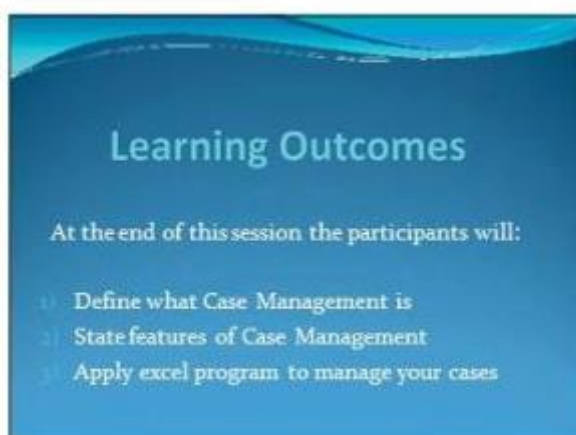 Learning Outcomes
At the end of this session the participants will:
1) Define what Case Management is
2) State features of Case Management
3) Apply excel program to manage your cases